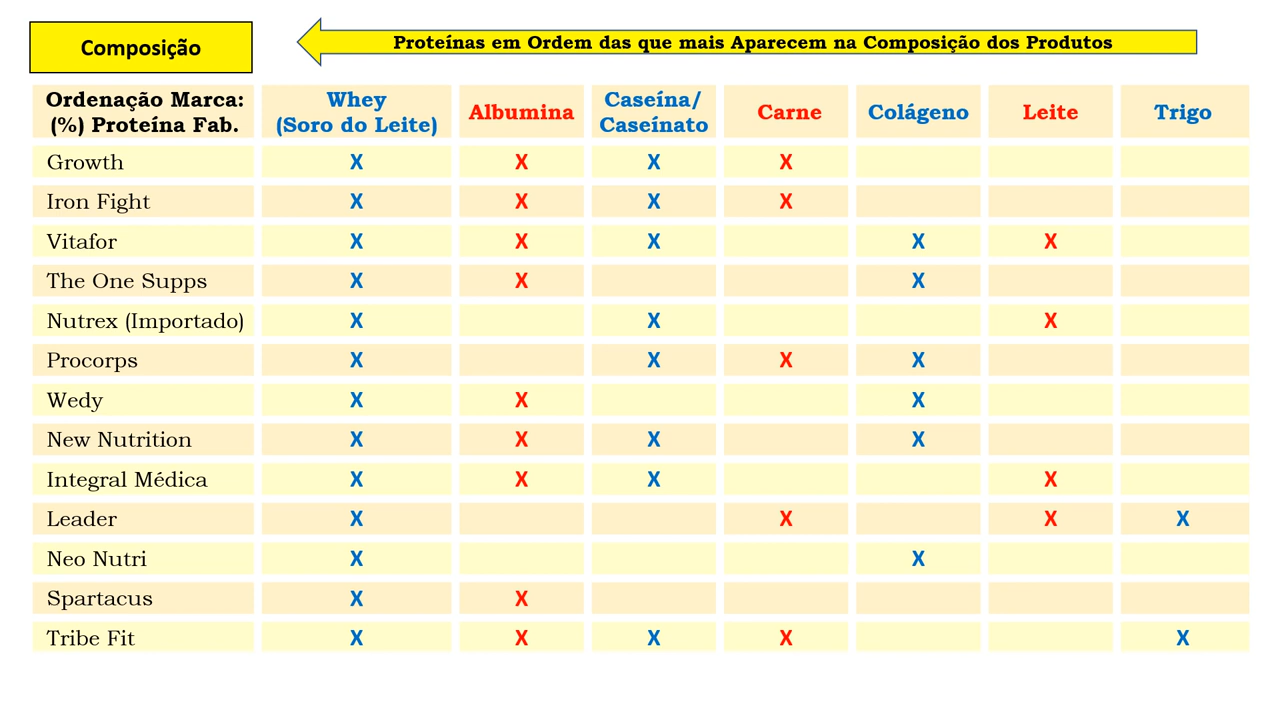 Composição
Proteínas em Ordem das que mais Aparecem na Composição dos Produtos
Ordenação Marca:
(%) Proteína Fab.
Whey
(Soro do Leite)
Albumina
Caseína/
Caseínato
Carne
Colágeno
Leite
Trigo
Growth X X X X
Iron Fight X X X X
Vitafor X X X X X
The One Supps X X X
Nutrex (Importado) X X X
Procorps X X X X
Wedy X X X
New Nutrition X X X X
Integral Médica X X X X
Leader X X X X
Neo Nutri X X
Spartacus X X
Tribe Fit X X X X X